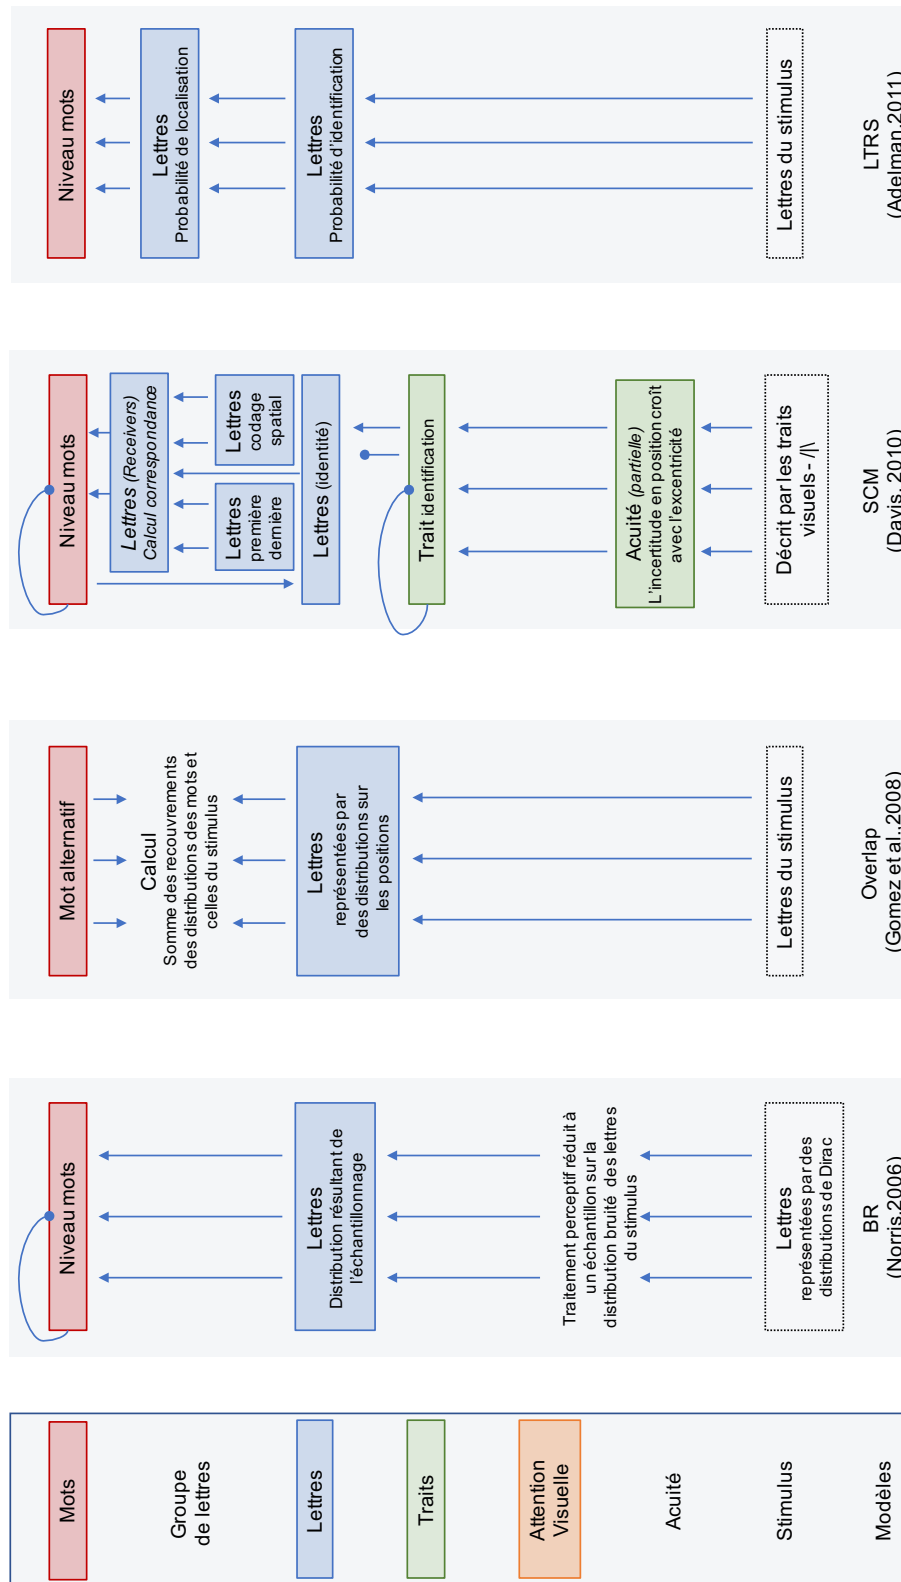 Mots
Groupe
de lettres
Lettres
Traits
Attention
Visuelle
Acuité
Stimulus
Modèles
Niveau mots
Lettres
Distribution résultant de
l'échantillonnage
Traitement perceptif réduit à
un échantillon sur la
distribution bruité des lettres
du stimulus
Lettres
représentées par des
distributions de Dirac
BR
(Norris.2006)
Mot alternatif
Calcul
Somme des recouvrements
des distributions des mots et
celles du stimulus
Lettres
représentées par
des distributions sur
les positions
Lettres du stimulus
Overlap
(Gomez et al..2008)
Niveau mots
Lettres (Receivers)
Calcul correspondance
Lettres
première
dernière
Lettres
codage
spatial
Lettres (identité)
Trait identification
Acuité (partielle)
L'incertitude en position croît
avec l'excentricité
Décrit par les traits
visuels - /|\
SCM
(Davis. 2010)
Niveau mots
Lettres
Probabilité de localisation
Lettres
Probabilité d'identification
Lettres du stimulus
LTRS
(Adelman.2011)